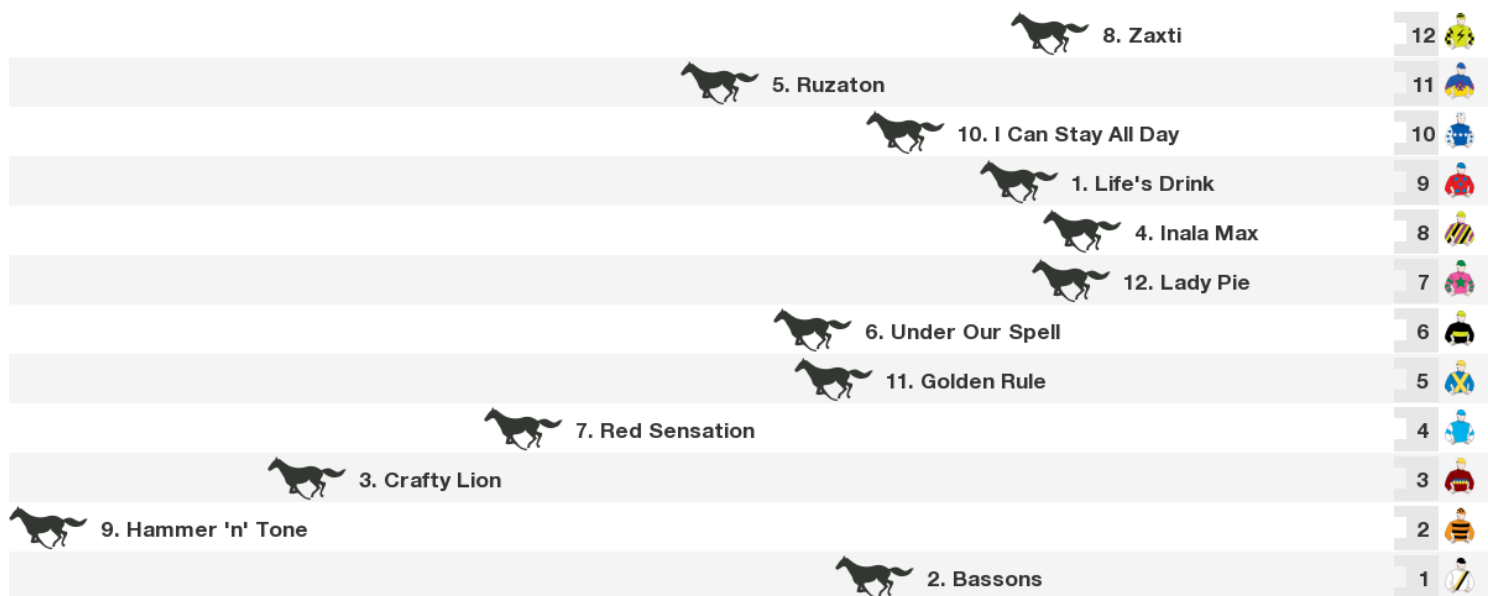 8. Zaxti 12
5. Ruzaton 11
10. I Can Stay All Day 10
1. Life's Drink 9
4. Inala Max 8
12. Lady Pie 7
6. Under Our Spell 6
11. Golden Rule 5
7. Red Sensation 4
3. Crafty Lion 3
9. Hammer 'n' Tone 2
2. Bassons 1